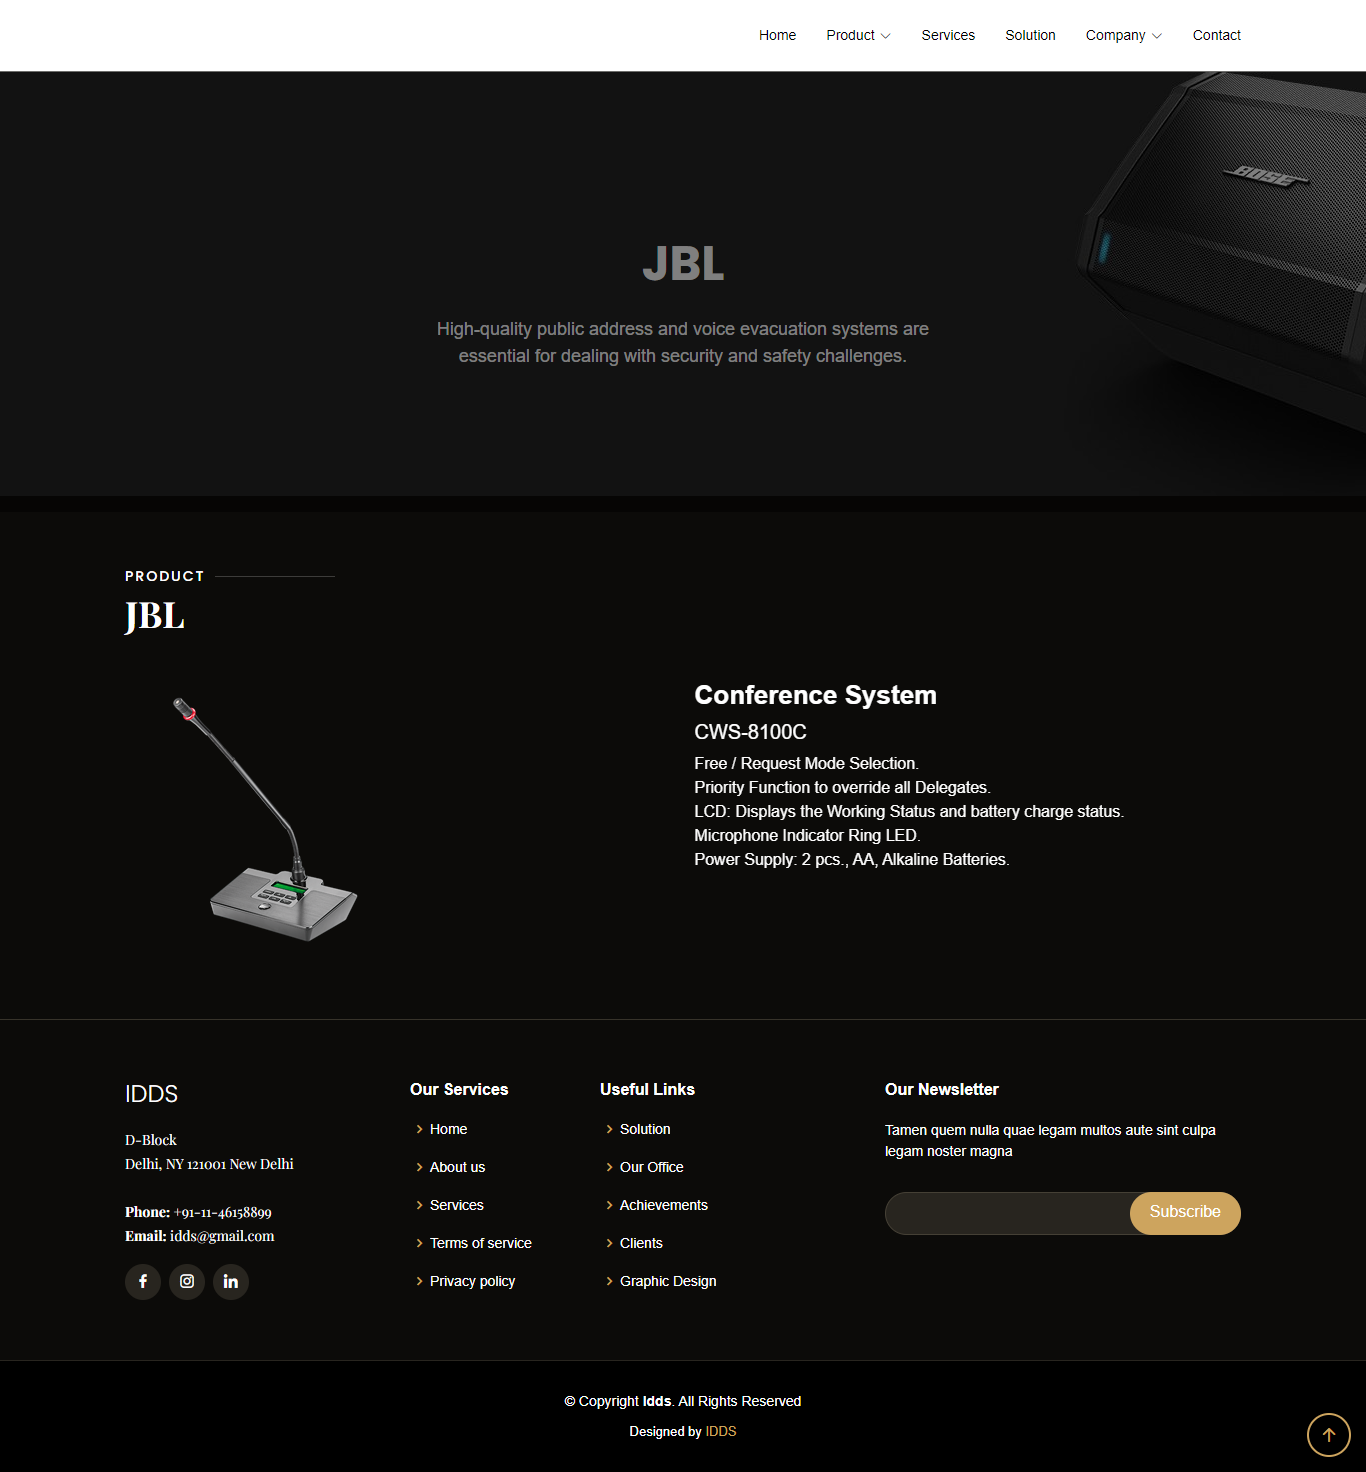 Home Product Services Solution Company Contact
BOSE
JBL
High-quality public address and voice evacuation systems are
essential for dealing with security and safety challenges.
PRODUCT
JBL
Conference System
CWS-8100C
Free / Request Mode Selection.
Priority Function to override all Delegates.
LCD: Displays the Working Status and battery charge status.
Microphone Indicator Ring LED.
Power Supply: 2 pcs., AA, Alkaline Batteries.
IDDS
D-Block
Delhi, NY 121001 New Delhi
Phone: +91-11-46158899
Email: idds@gmail.com
Our Services
Home
About us
Services
Terms of service
Privacy policy
Useful Links
Solution
Our Office
Achievements
Clients
Graphic Design
Our Newsletter
Tamen quem nulla quae legam multos aute sint culpa
legam noster magna
Subscribe
© Copyright Idds. All Rights Reserved
Designed by IDDS